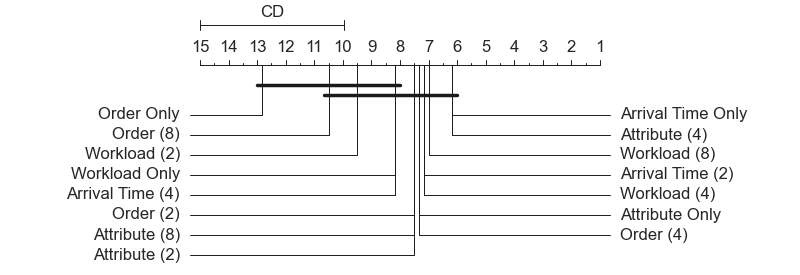 CD
15 14 13 12 11 10 9 8 7 6 5 4 3 2 1
Order Only
Order (8)
Workload (2)
Workload Only
Arrival Time (4)
Order (2)
Attribute (8)
Attribute (2)
Arrival Time Only
Attribute (4)
Workload (8)
Arrival Time (2)
Workload (4)
Attribute Only
Order (4)